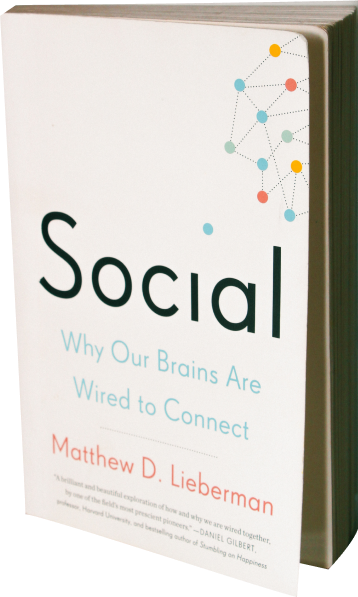 Social
Why Our Brains Are
Wired to Connect
Matthew D. Lieberman
"A brilliant and beautiful exploration of how and why we are wired together,
by one of the field's most prescient pioneers." —DANIEL GILBERT,
professor, Harvard University, and bestselling author of Stumbling on Happiness